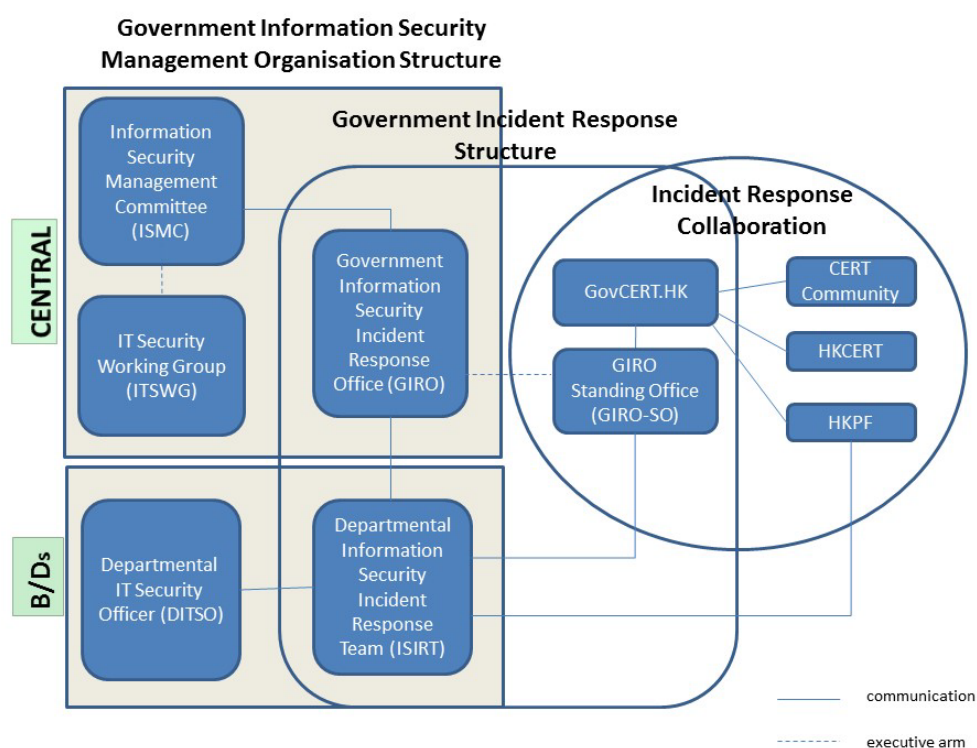 Government Information Security
Management Organisation Structure
Government Incident Response
Structure
Incident Response
Collaboration
CENTRAL
Information
Security
Management
Committee
(ISMC)
IT Security
Working Group
(ITSWG)
Government
Information
Security
Incident
Response
Office (GIRO)
GovCERT.HK
GIRO
Standing Office
(GIRO-SO)
CERT
Community
HKCERT
HKPF
B/Ds
Departmental
IT Security
Officer (DITSO)
Departmental
Information
Security
Incident
Response
Team (ISIRT)
communication
executive arm